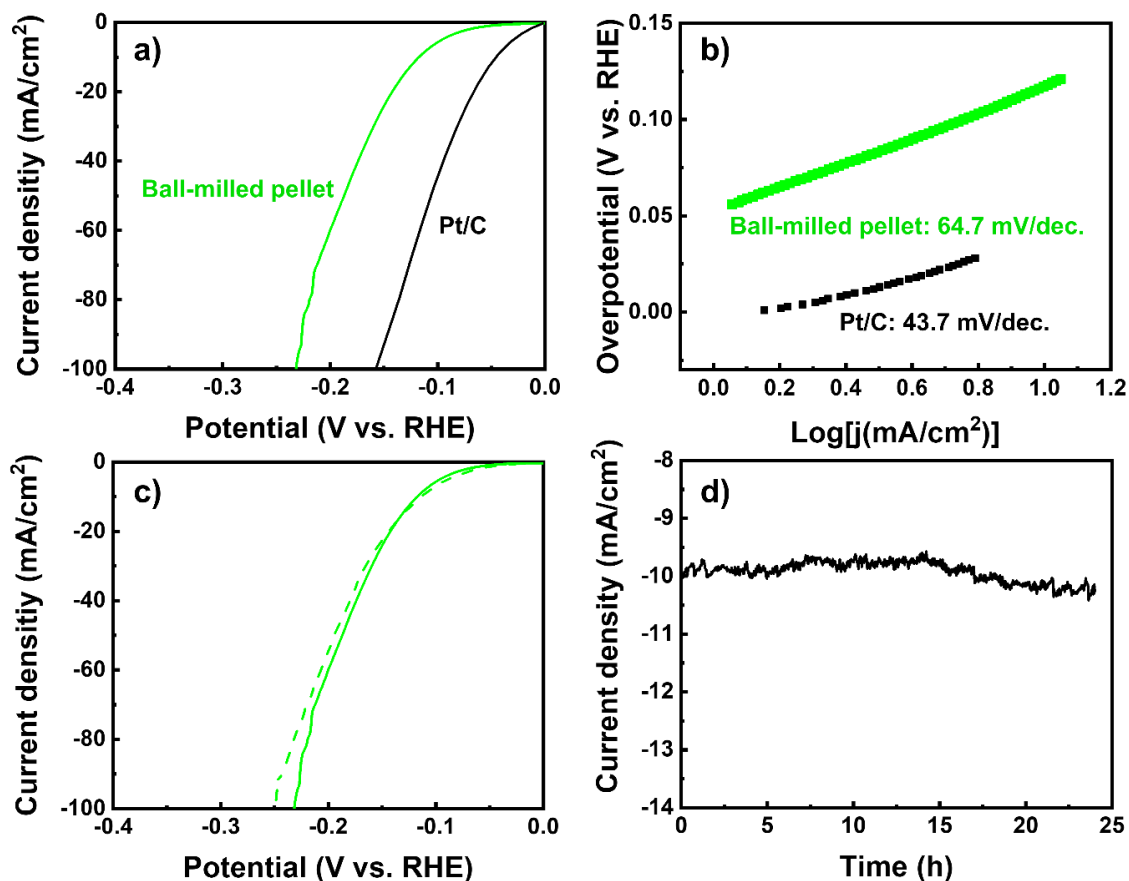 a)
Current densitiy (mA/cm²)
0
-20
-40
-60
-80
-100
Ball-milled pellet
Pt/C
-0.4
-0.3
-0.2
-0.1
0.0
Potential (V vs. RHE)
b)
Overpotential (V vs. RHE)
0.15
0.10
0.05
0.00
Ball-milled pellet: 64.7 mV/dec.
Pt/C: 43.7 mV/dec.
0.0
0.2
0.4
0.6
0.8
1.0
1.2
Log[j(mA/cm²)]
c)
Current densitiy (mA/cm²)
0
-20
-40
-60
-80
-100
-0.4
-0.3
-0.2
-0.1
0.0
Potential (V vs. RHE)
d)
Current density (mA/cm²)
-8
-9
-10
-11
-12
-13
-14
0
5
10
15
20
25
Time (h)